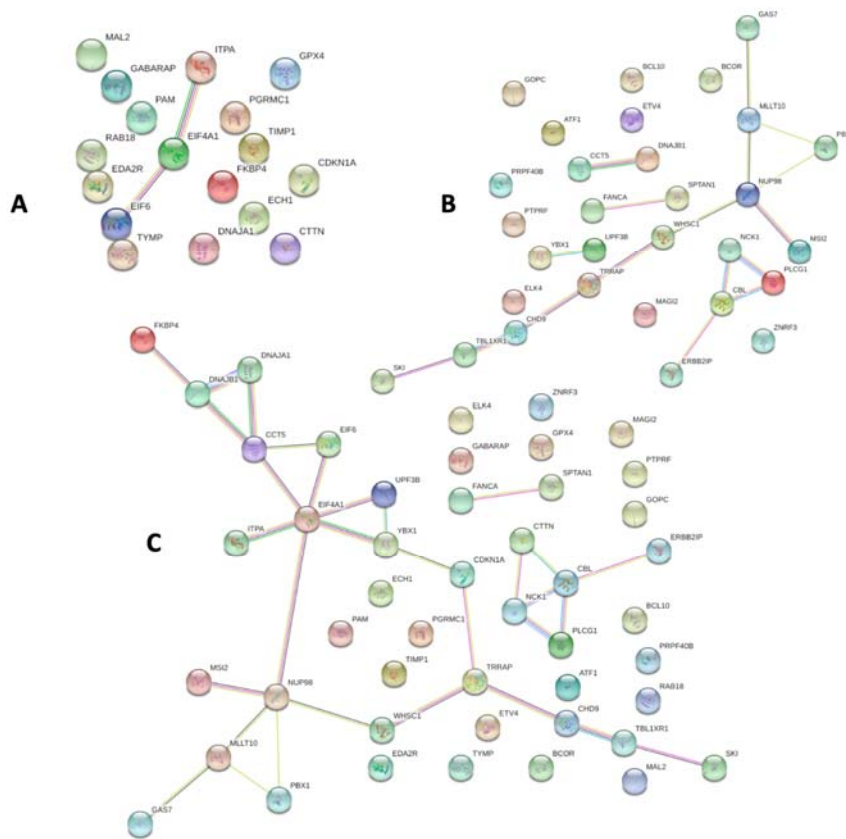 MAL2
ITPA
GABARAP
GPX4
PAM
PGRMC1
RAB18
EIF4A1
TIMP1
EDA2R
FKBP4
CDKN1A
A
EIF6
ECH1
TYMP
DNAJA1
CTTN
GAS7
BCL10
BCOR
GOPC
ETV4
MLLT10
ATF1
PB
CCT5
DNAJB1
PRPF40B
B
NUP98
FANCA
SPTAN1
PTPRF
WHSC1
YBX1
UPF3B
NCK1
MSI2
TRRAP
PLCG1
ELK4
CBL
MAGI2
CHD9
ZNRF3
TBL1XR1
ERBB2IP
SKI
FKBP4
DNAJA1
DNAJB1
CCT5
EIF6
UPF3B
EIF4A1
ITPA
YBX1
C
CDKN1A
ELK4
ZNRF3
MAGI2
GABARAP
GPX4
PTPRF
FANCA
SPTAN1
GOPC
CTTN
ERBB2IP
CBL
NCK1
ECH1
BCL10
PAM
PGRMC1
PLCG1
PRPF40B
TIMP1
MSI2
NUP98
TRRAP
ATF1
RAB18
WHSC1
ETV4
CHD9
TBL1XR1
MLLT10
EDA2R
TYMP
BCOR
SKI
MAL2
PBX1
GAS7